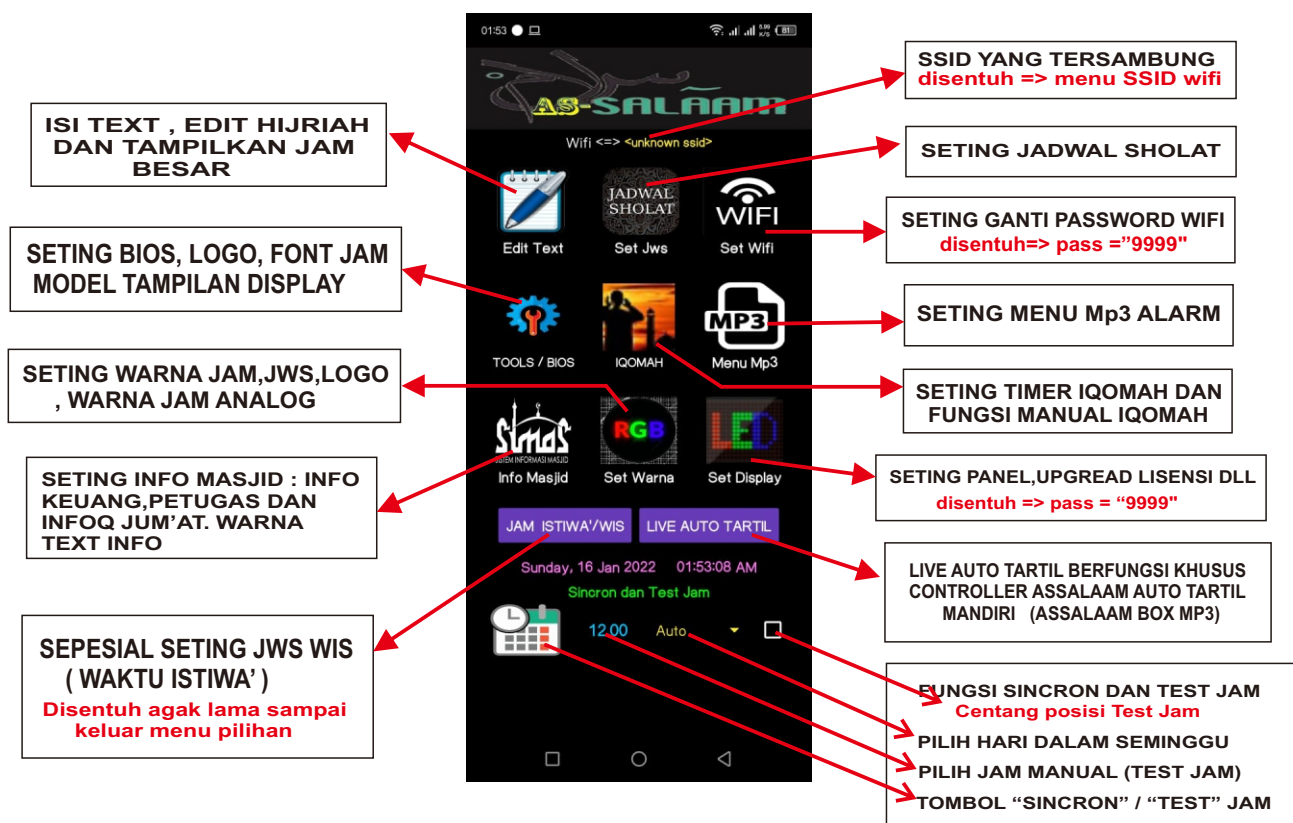 01:53
5.98
K/S
81
AS-SALAAM
Wifi <=> <unknown ssid>
JADWAL
SHOLAT
WIFI
Edit Text
Set Jws
Set Wifi
MP3
TOOLS / BIOS
IQOMAH
Menu Mp3
Simas
SISTEM INFORMASI MASJID
RGB
LED
Info Masjid
Set Warna
Set Display
JAM ISTIWA'/WIS
LIVE AUTO TARTIL
Sunday, 16 Jan 2022 01:53:08 AM
Sincron dan Test Jam
12.00 Auto
ISI TEXT , EDIT HIJRIAH
DAN TAMPILKAN JAM
BESAR
SETING BIOS, LOGO, FONT JAM
MODEL TAMPILAN DISPLAY
SETING WARNA JAM,JWS,LOGO
, WARNA JAM ANALOG
SETING INFO MASJID : INFO
KEUANG,PETUGAS DAN
INFOQ JUM’AT. WARNA
TEXT INFO
SEPESIAL SETING JWS WIS
( WAKTU ISTIWA’ )
Disentuh agak lama sampai
keluar menu pilihan
SSID YANG TERSAMBUNG
disentuh => menu SSID wifi
SETING JADWAL SHOLAT
SETING GANTI PASSWORD WIFI
disentuh=> pass =”9999"
SETING MENU Mp3 ALARM
SETING TIMER IQOMAH DAN
FUNGSI MANUAL IQOMAH
SETING PANEL,UPGREAD LISENSI DLL
disentuh => pass = “9999"
LIVE AUTO TARTIL BERFUNGSI KHUSUS
CONTROLLER ASSALAAM AUTO TARTIL
MANDIRI (ASSALAAM BOX MP3)
FUNGSI SINCRON DAN TEST JAM
Centang posisi Test Jam
PILIH HARI DALAM SEMINGGU
PILIH JAM MANUAL (TEST JAM)
TOMBOL “SINCRON” / “TEST” JAM